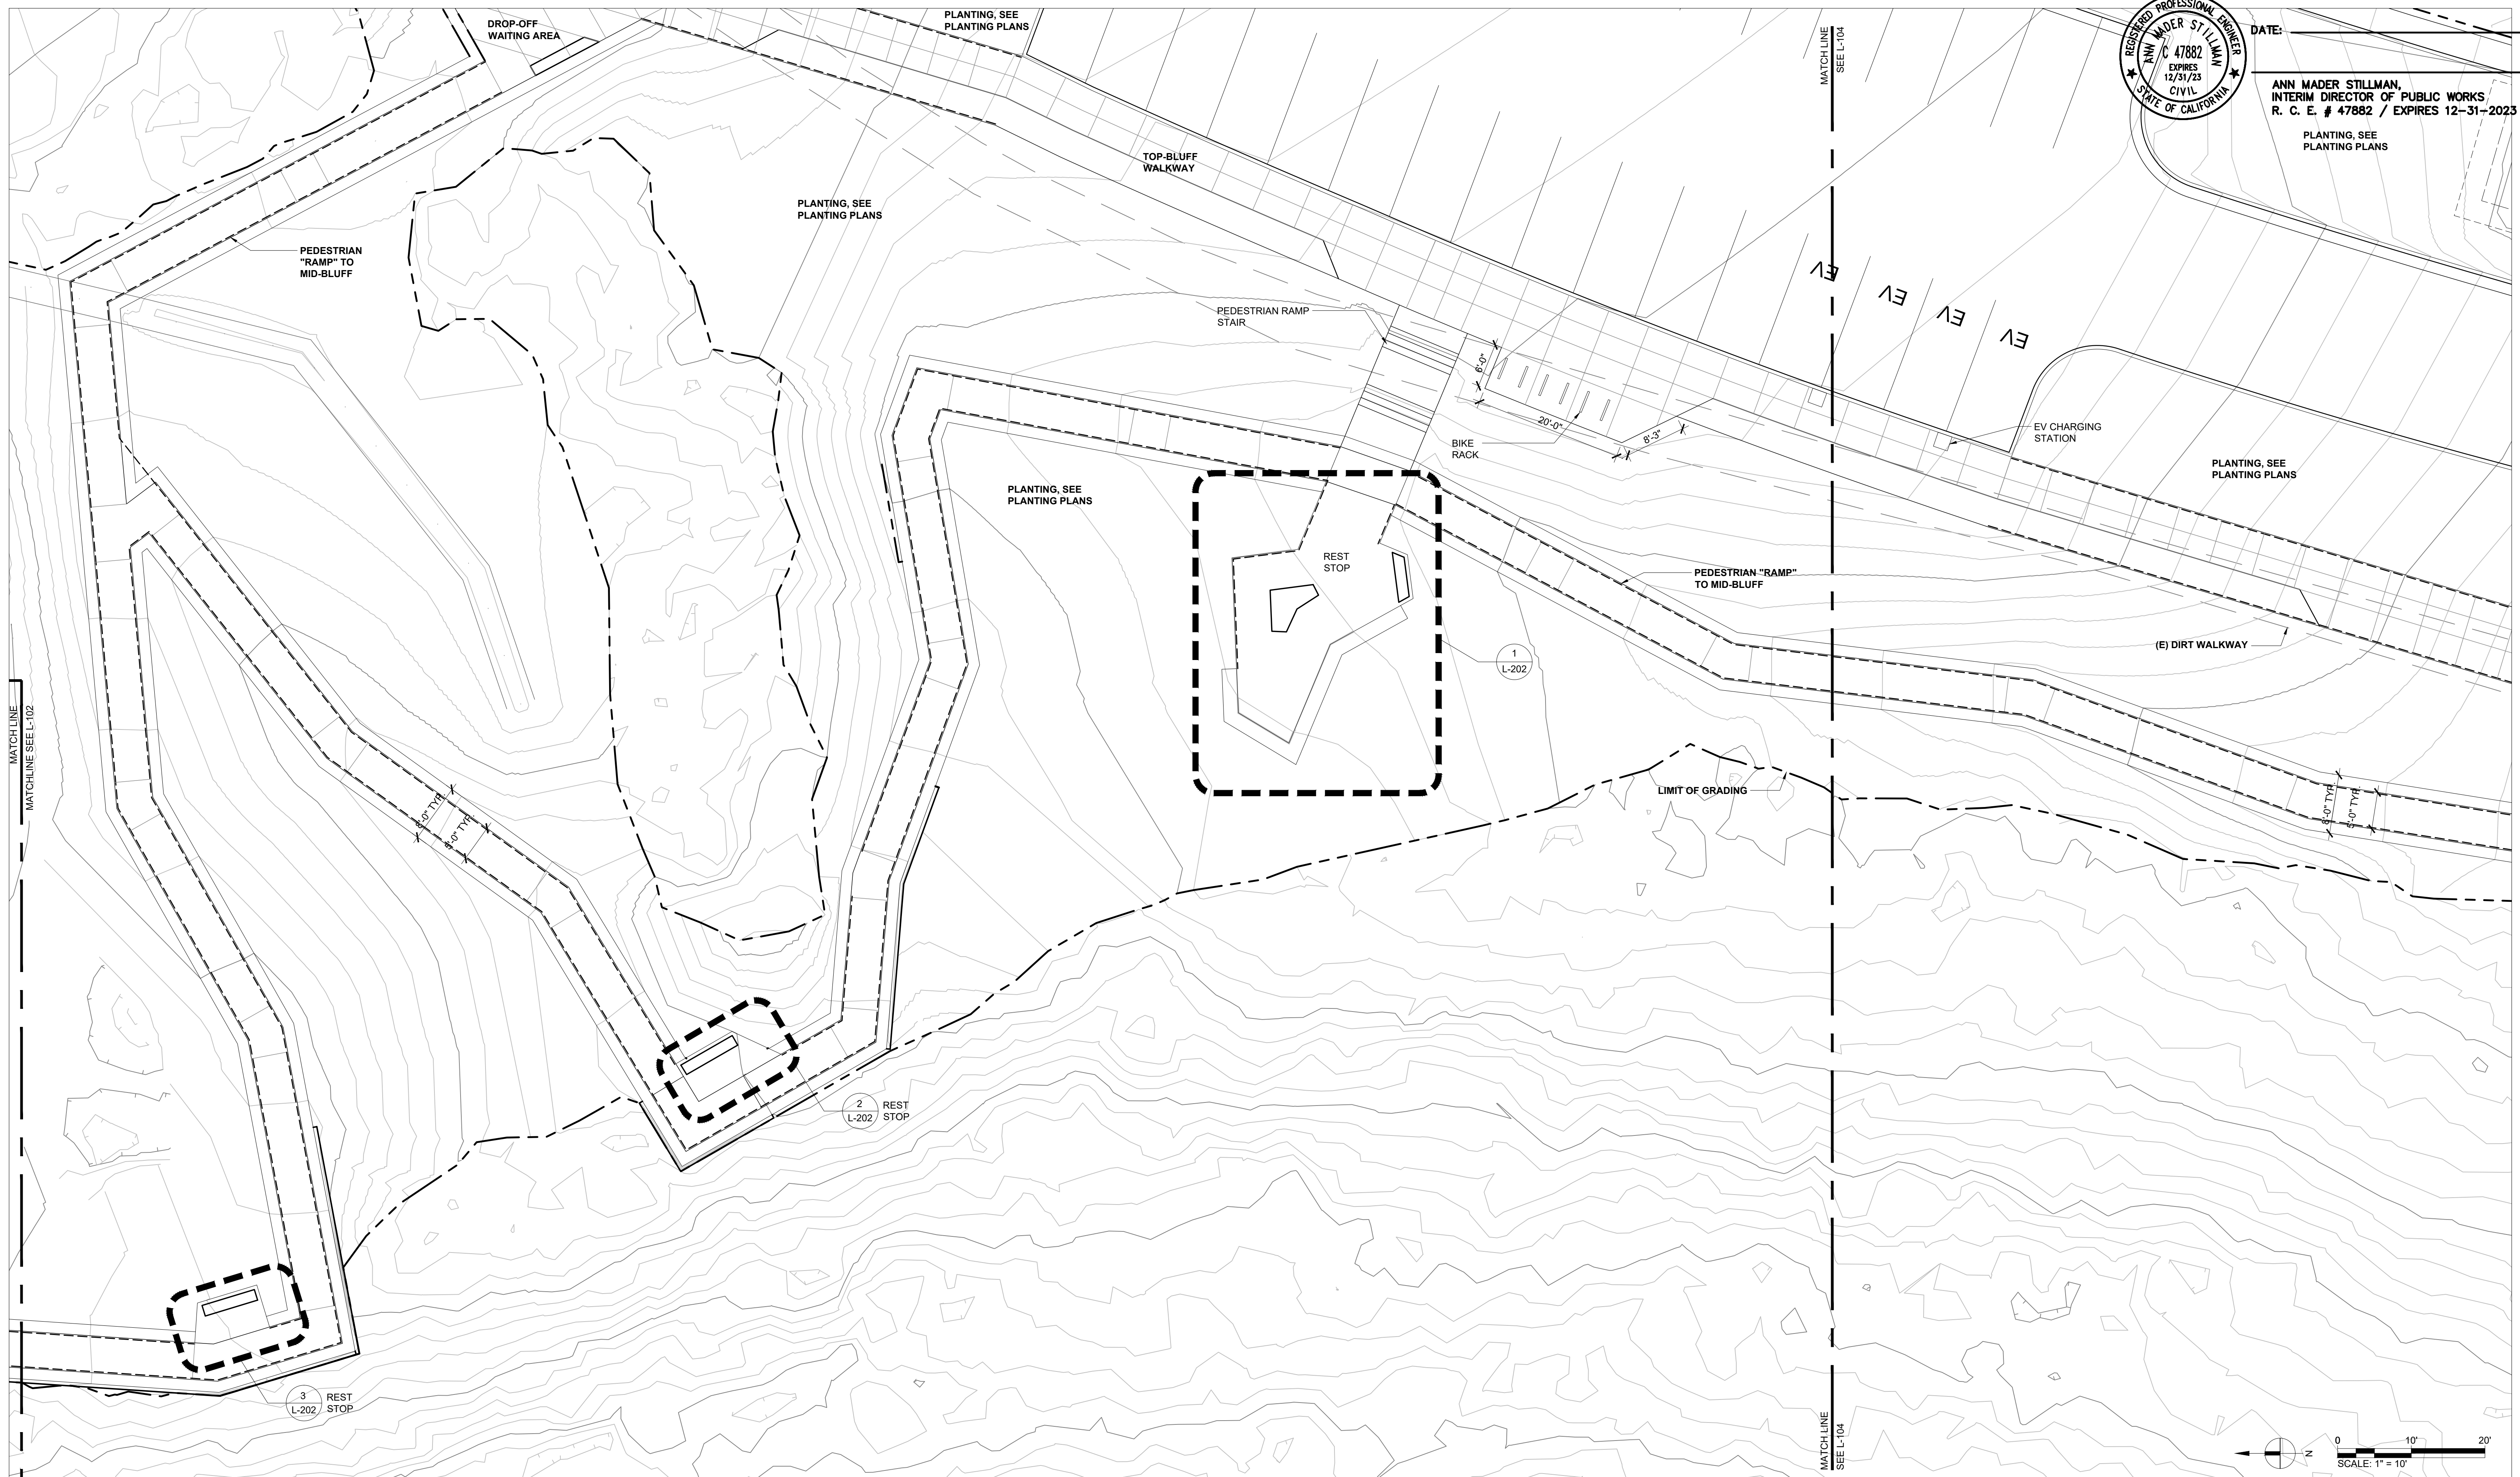 DROP-OFF
WAITING AREA
PLANTING, SEE
PLANTING PLANS
MATCH LINE
SEE L-104
REGISTERED PROFESSIONAL ENGINEER
ANN MADER STILLMAN
C 47882
EXPIRES
12/31/23
CIVIL
STATE OF CALIFORNIA
DATE:
ANN MADER STILLMAN,
INTERIM DIRECTOR OF PUBLIC WORKS
R. C. E. # 47882 / EXPIRES 12-31-2023
PLANTING, SEE
PLANTING PLANS
TOP-BLUFF
WALKWAY
PLANTING, SEE
PLANTING PLANS
PEDESTRIAN
"RAMP" TO
MID-BLUFF
EV
EV
EV
EV
PEDESTRIAN RAMP
STAIR
6'-0"
20'-0"
8'-3"
BIKE
RACK
EV CHARGING
STATION
PLANTING, SEE
PLANTING PLANS
PLANTING, SEE
PLANTING PLANS
REST
STOP
PEDESTRIAN "RAMP"
TO MID-BLUFF
1
L-202
(E) DIRT WALKWAY
MATCH LINE
MATCHLINE SEE L-102
LIMIT OF GRADING
8'-0" TYP.
5'-0" TYP.
8'-0" TYP.
5'-0" TYP.
2
L-202
REST
STOP
3
L-202
REST
STOP
MATCH LINE
SEE L-104
N
0
10'
20'
SCALE: 1" = 10'